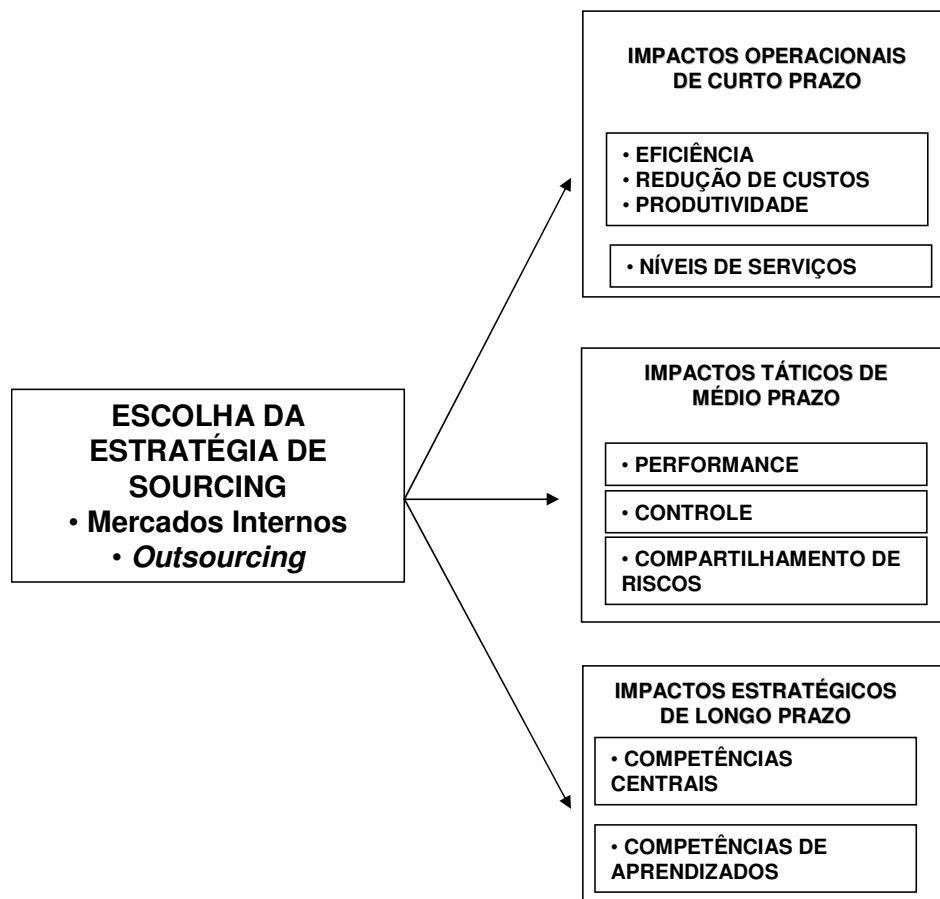 ESCOLHA DA
ESTRATÉGIA DE
SOURCING
• Mercados Internos
• Outsourcing
IMPACTOS OPERACIONAIS
DE CURTO PRAZO
• EFICIÊNCIA
• REDUÇÃO DE CUSTOS
• PRODUTIVIDADE
• NÍVEIS DE SERVIÇOS
IMPACTOS TÁTICOS DE
MÉDIO PRAZO
• PERFORMANCE
• CONTROLE
• COMPARTILHAMENTO DE
RISCOS
IMPACTOS ESTRATÉGICOS
DE LONGO PRAZO
• COMPETÊNCIAS
CENTRAIS
• COMPETÊNCIAS DE
APRENDIZADOS